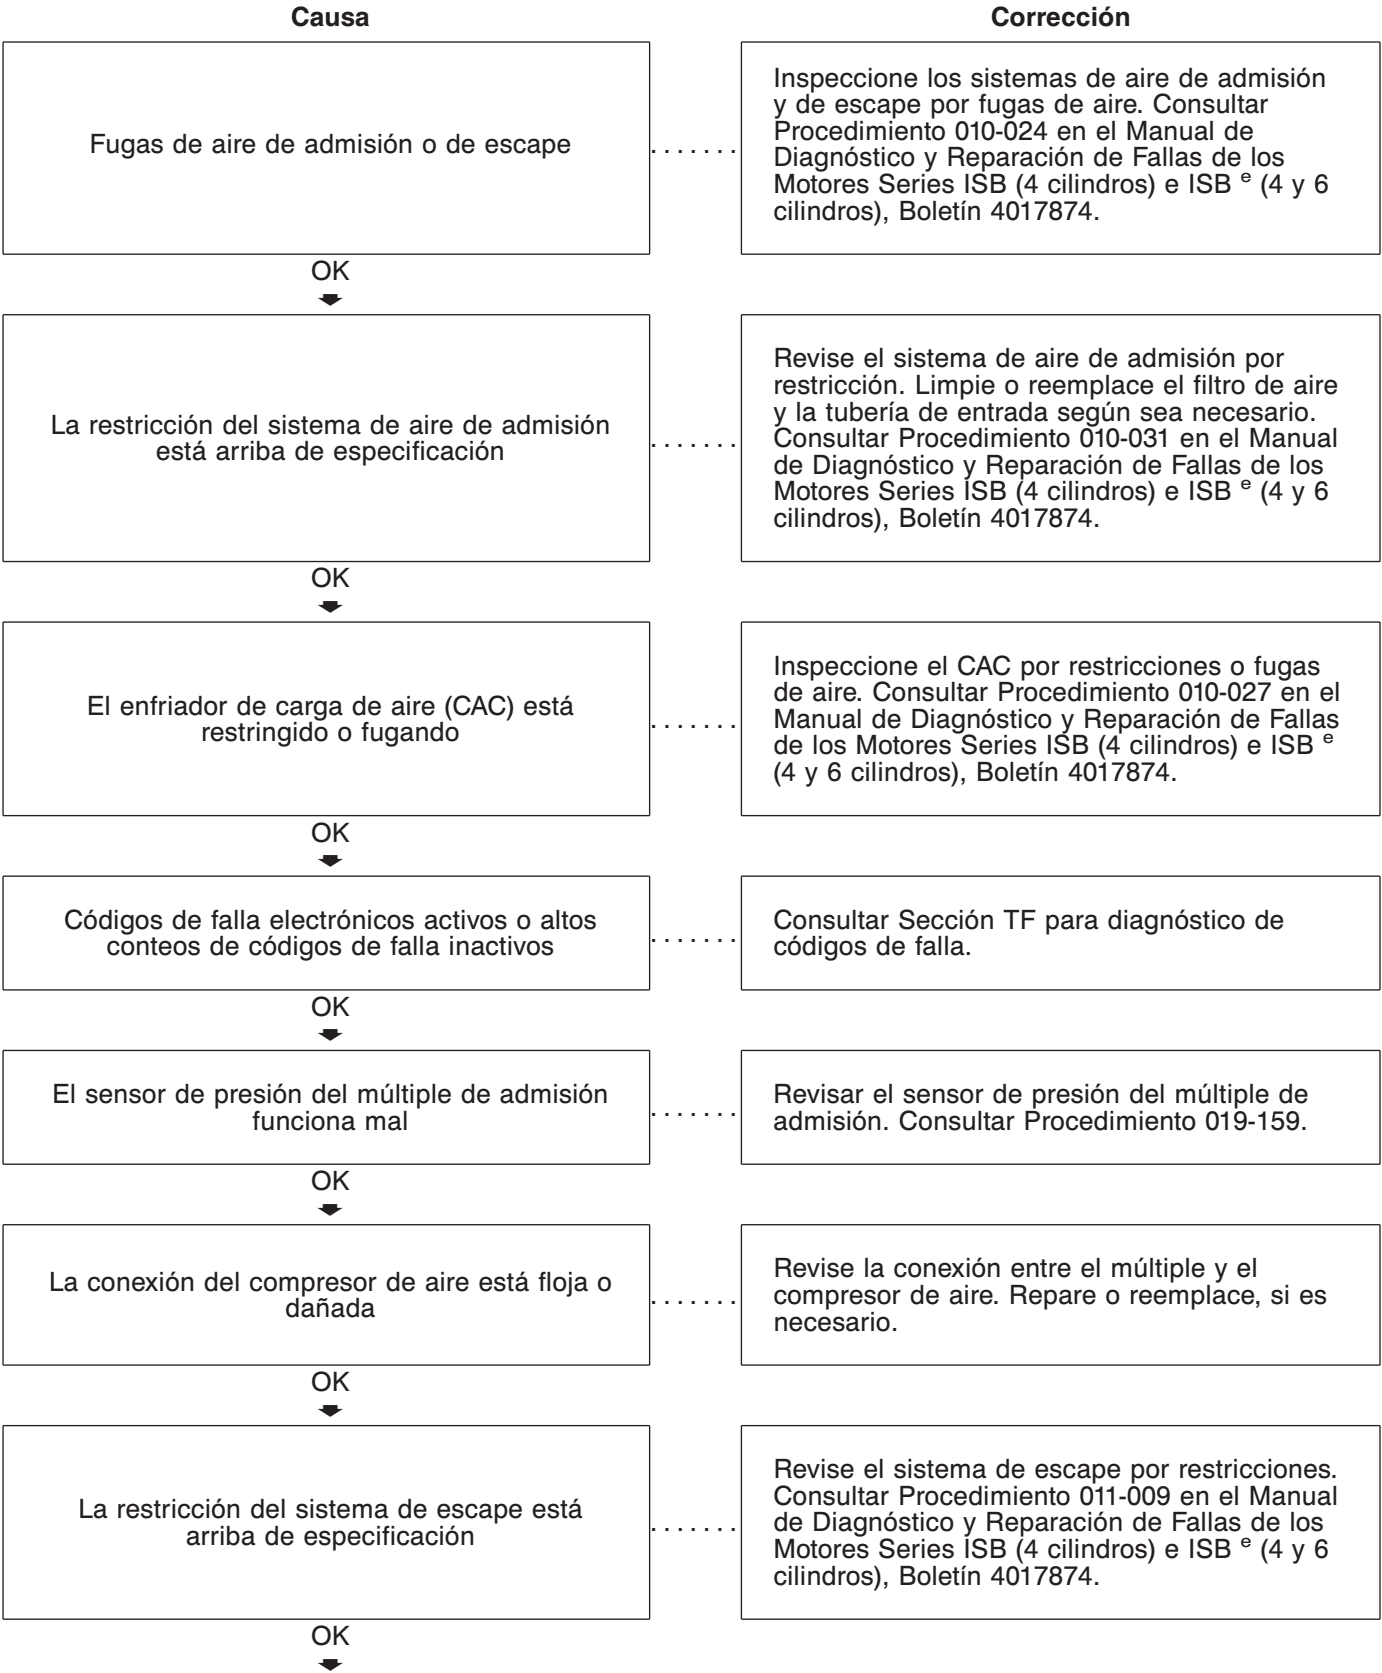 Causa
Corrección
Fugas de aire de admisión o de escape
. . . . . . .
Inspeccione los sistemas de aire de admisión
y de escape por fugas de aire. Consultar
Procedimiento 010-024 en el Manual de
Diagnóstico y Reparación de Fallas de los
Motores Series ISB (4 cilindros) e ISB e (4 y 6
cilindros), Boletín 4017874.
OK
La restricción del sistema de aire de admisión
está arriba de especificación
. . . . . . .
Revise el sistema de aire de admisión por
restricción. Limpie o reemplace el filtro de aire
y la tubería de entrada según sea necesario.
Consultar Procedimiento 010-031 en el Manual
de Diagnóstico y Reparación de Fallas de los
Motores Series ISB (4 cilindros) e ISB e (4 y 6
cilindros), Boletín 4017874.
OK
El enfriador de carga de aire (CAC) está
restringido o fugando
. . . . . . .
Inspeccione el CAC por restricciones o fugas
de aire. Consultar Procedimiento 010-027 en el
Manual de Diagnóstico y Reparación de Fallas
de los Motores Series ISB (4 cilindros) e ISB e
(4 y 6 cilindros), Boletín 4017874.
OK
Códigos de falla electrónicos activos o altos
conteos de códigos de falla inactivos
. . . . . . .
Consultar Sección TF para diagnóstico de
códigos de falla.
OK
El sensor de presión del múltiple de admisión
funciona mal
. . . . . . .
Revisar el sensor de presión del múltiple de
admisión. Consultar Procedimiento 019-159.
OK
La conexión del compresor de aire está floja o
dañada
. . . . . . .
Revise la conexión entre el múltiple y el
compresor de aire. Repare o reemplace, si es
necesario.
OK
La restricción del sistema de escape está
arriba de especificación
. . . . . . .
Revise el sistema de escape por restricciones.
Consultar Procedimiento 011-009 en el Manual
de Diagnóstico y Reparación de Fallas de los
Motores Series ISB (4 cilindros) e ISB e (4 y 6
cilindros), Boletín 4017874.
OK